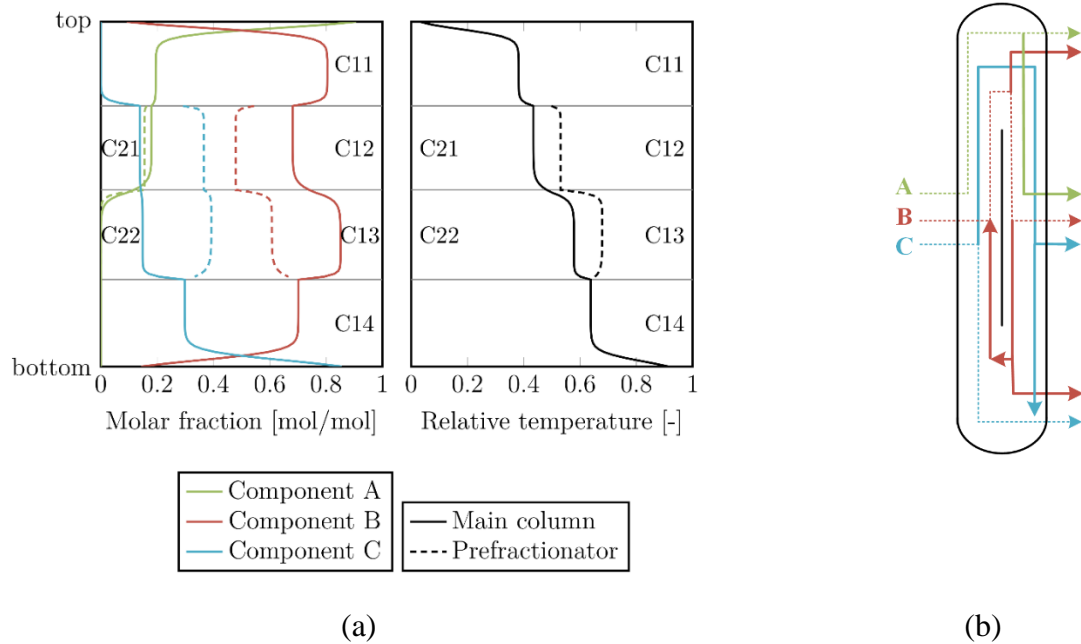 top
C11
C21
C12
C22
C13
C14
bottom
0 0.2 0.4 0.6 0.8 1
Molar fraction [mol/mol]
C11
C21
C12
C22
C13
C14
0 0.2 0.4 0.6 0.8 1
Relative temperature [-]
Component A
Component B
Component C
Main column
Prefractionator
(a)
A
B
C
(b)